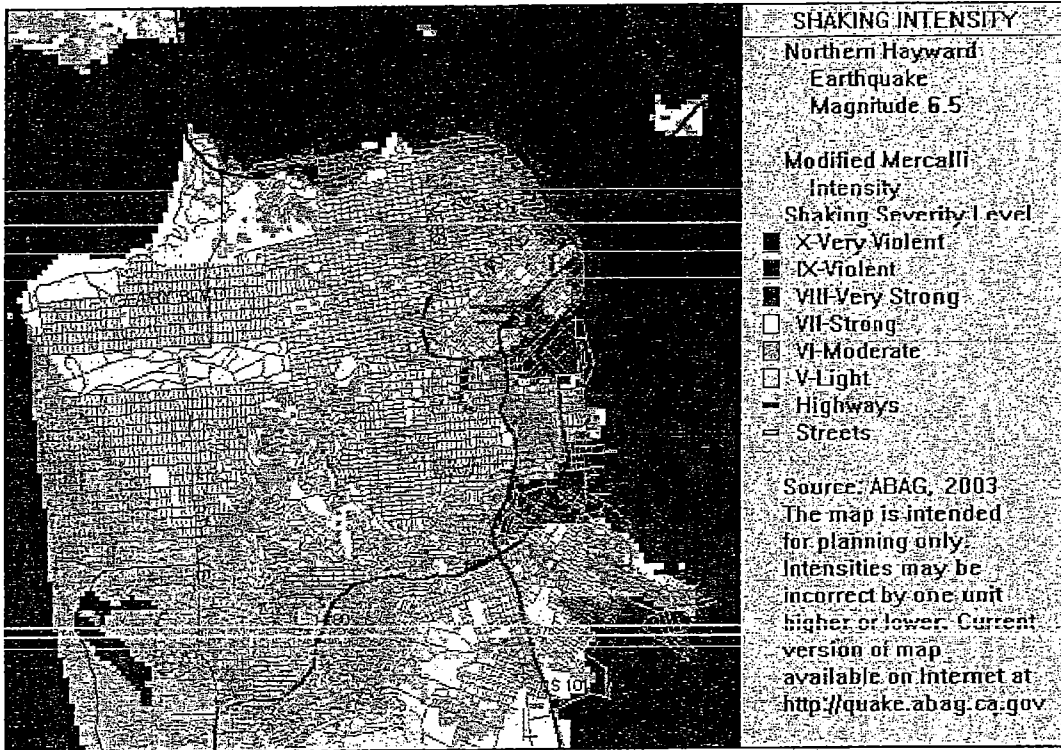 SHAKING INTENSITY
Northern Hayward
Earthquake
Magnitude 6.5
Modified Mercalli
Intensity
Shaking Severity Level
X-Very Violent
IX-Violent
VIII-Very Strong
VII-Strong
VI-Moderate
V-Light
Highways
Streets
Source: ABAG, 2003
The map is intended
for planning only.
Intensities may be
incorrect by one unit
higher or lower. Current
version of map
available on Internet at
http://quake.abag.ca.gov
S 101